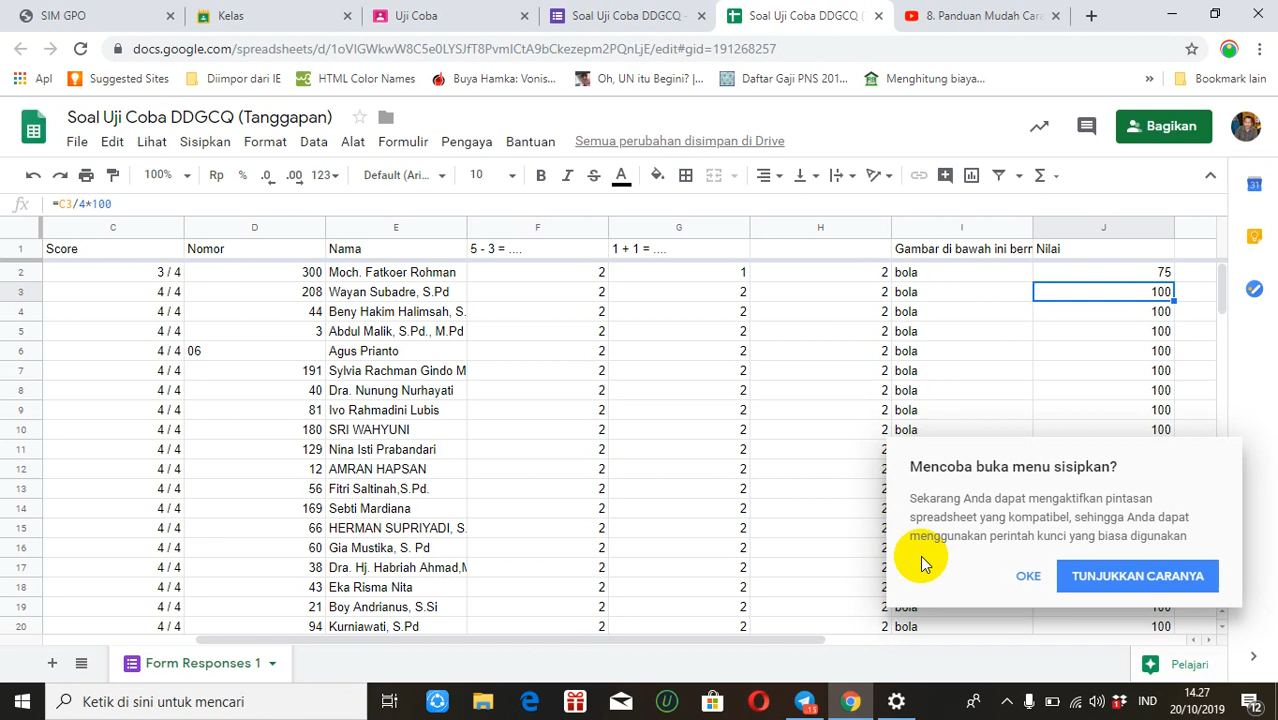 SIM GPO
Kelas
Uji Coba
Soal Uji Coba DDGCQ -
Soal Uji Coba DDGCQ (
8. Panduan Mudah Cara
docs.google.com/spreadsheets/d/1oVlGWkwW8C5e0LYSJfT8PvmICtA9bCkezepm2PQnLjE/edit#gid=191268257
Apl
Suggested Sites
Diimpor dari IE
HTML Color Names
Buya Hamka: Vonis...
Oh, UN itu Begini? |...
Daftar Gaji PNS 201...
Menghitung biaya...
»
Bookmark lain
Soal Uji Coba DDGCQ (Tanggapan)
Bagikan
File Edit Lihat Sisipkan Format Data Alat Formulir Pengaya Bantuan Semua perubahan disimpan di Drive
100% Rp % .0 .00 123 Default (Ari... 10 B I S A Σ
fx =C3/4*100
C D E F G H I J
1 Score Nomor Nama 5 - 3 = .... 1 + 1 = .... Gambar di bawah ini berr Nilai
2 3 / 4 300 Moch. Fatkoer Rohman 2 1 2 bola 75
3 4 / 4 208 Wayan Subadre, S.Pd 2 2 2 bola 100
4 4 / 4 44 Beny Hakim Halimsah, S. 2 2 2 bola 100
5 4 / 4 3 Abdul Malik, S.Pd., M.Pd 2 2 2 bola 100
6 4 / 4 06 Agus Prianto 2 2 2 bola 100
7 4 / 4 191 Sylvia Rachman Gindo M 2 2 2 bola 100
8 4 / 4 40 Dra. Nunung Nurhayati 2 2 2 bola 100
9 4 / 4 81 Ivo Rahmadini Lubis 2 2 2 bola 100
10 4 / 4 180 SRI WAHYUNI 2 2 2 bola 100
11 4 / 4 129 Nina Isti Prabandari 2 2
12 4 / 4 12 AMRAN HAPSAN 2 2
13 4 / 4 56 Fitri Saltinah,S.Pd. 2 2
14 4 / 4 169 Sebti Mardiana 2 2
15 4 / 4 66 HERMAN SUPRIYADI, S. 2 2
16 4 / 4 60 Gia Mustika, S. Pd 2 2
17 4 / 4 38 Dra. Hj. Habriah Ahmad,M 2 2
18 4 / 4 43 Eka Risma Nita 2 2
19 4 / 4 21 Boy Andrianus, S.Si 2 2 2 bola 100
20 4 / 4 94 Kurniawati, S.Pd 2 2 2 bola 100
Mencoba buka menu sisipkan?
Sekarang Anda dapat mengaktifkan pintasan
spreadsheet yang kompatibel, sehingga Anda dapat
menggunakan perintah kunci yang biasa digunakan
OKE TUNJUKKAN CARANYA
Form Responses 1
Pelajari
Ketik di sini untuk mencari
IND
14.27
20/10/2019